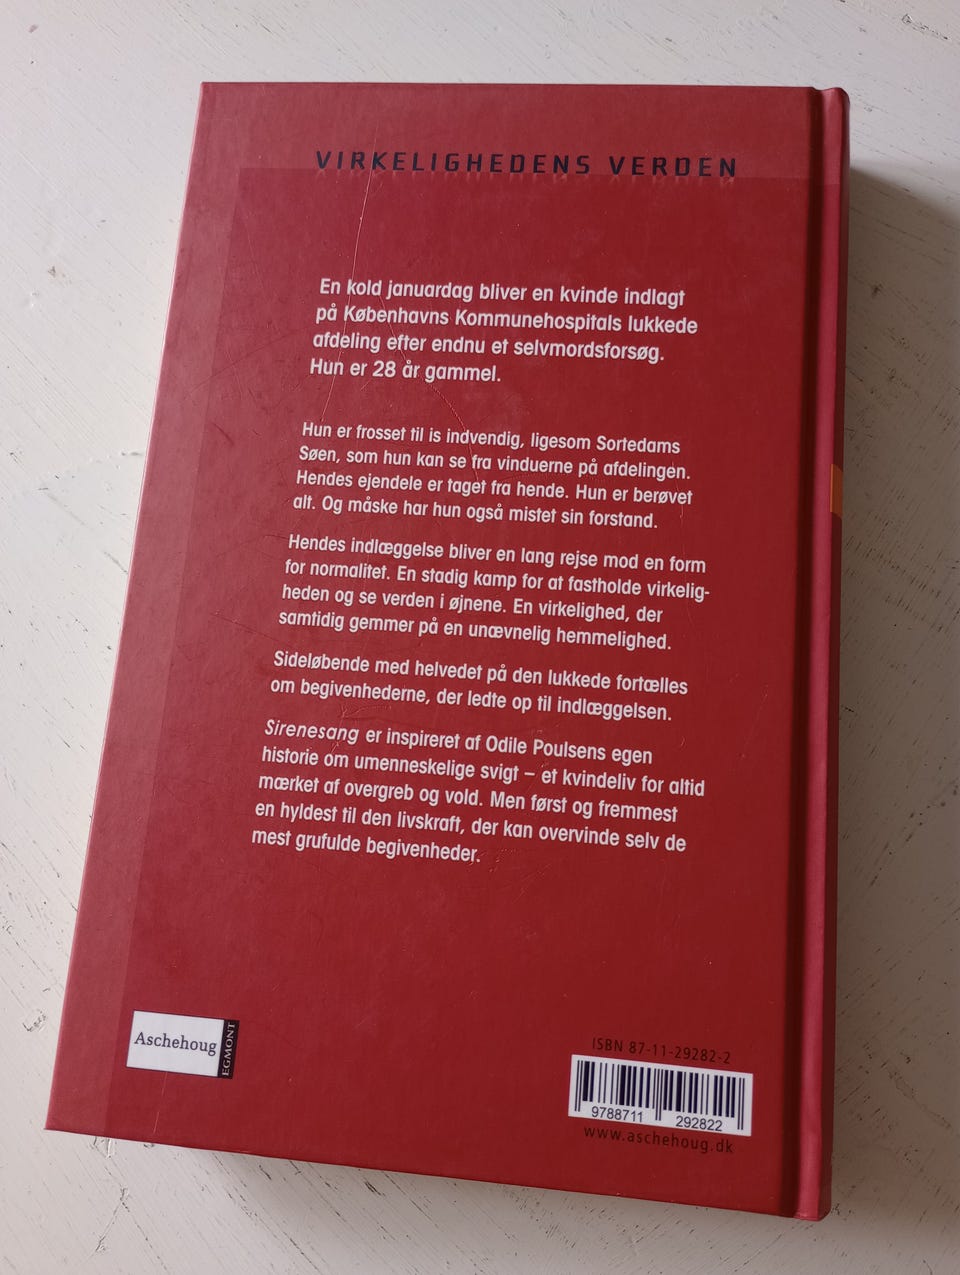 VIRKELIGHEDENS VERDEN
En kold januardag bliver en kvinde indlagt
på Københavns Kommunehospitals lukkede
afdeling efter endnu et selvmordsforsøg.
Hun er 28 år gammel.
Hun er frosset til is indvendig, ligesom Sortedams
Søen, som hun kan se fra vinduerne på afdelingen.
Hendes ejendele er taget fra hende. Hun er berøvet
alt. Og måske har hun også mistet sin forstand.
Hendes indlæggelse bliver en lang rejse mod en form
for normalitet. En stadig kamp for at fastholde virkelig-
heden og se verden i øjnene. En virkelighed, der
samtidig gemmer på en unævnelig hemmelighed.
Sideløbende med helvedet på den lukkede fortælles
om begivenhederne, der ledte op til indlæggelsen.
Sirenesang er inspireret af Odile Poulsens egen
historie om umenneskelige svigt – et kvindeliv for altid
mærket af overgreb og vold. Men først og fremmest
en hyldest til den livskraft, der kan overvinde selv de
mest grufulde begivenheder.
Aschehoug
EGMONT
ISBN 87-11-29282-2
9788711 292822
www.aschehoug.dk